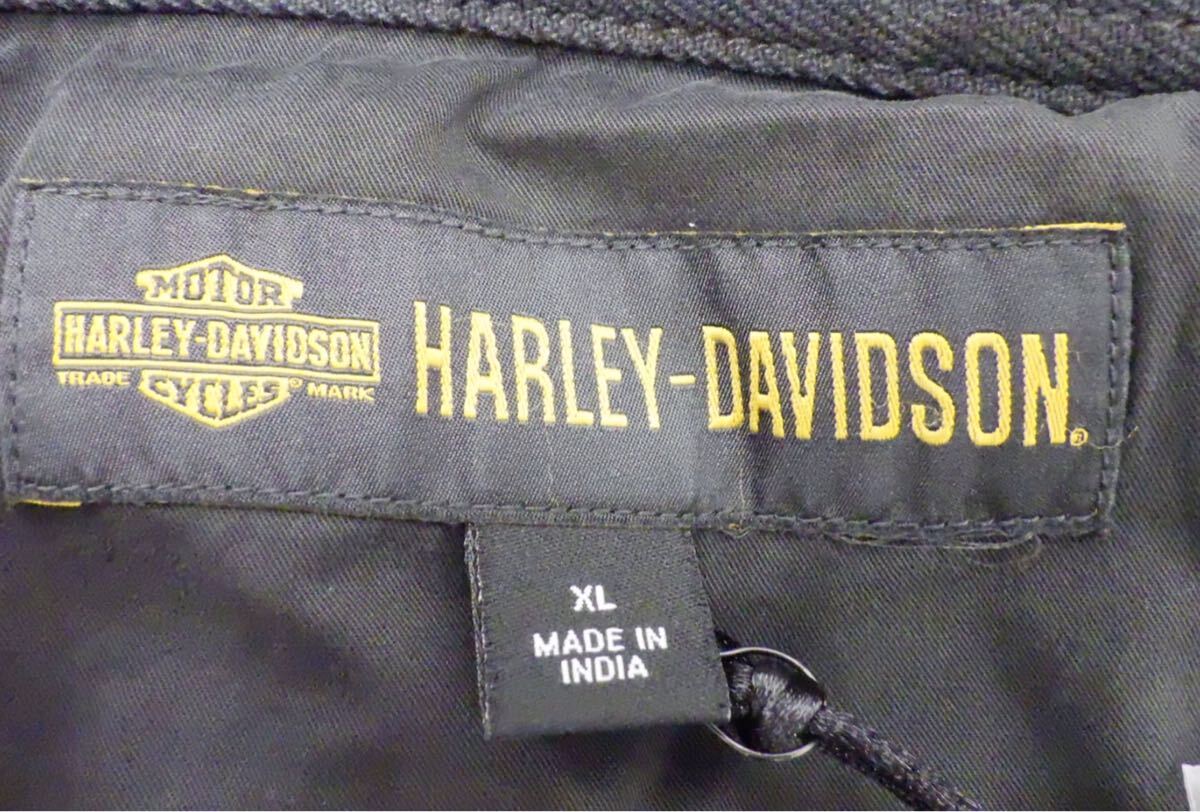 MOTOR
HARLEY-DAVIDSON
TRADE CYCLES® MARK
HARLEY-DAVIDSON®
XL
MADE IN
INDIA